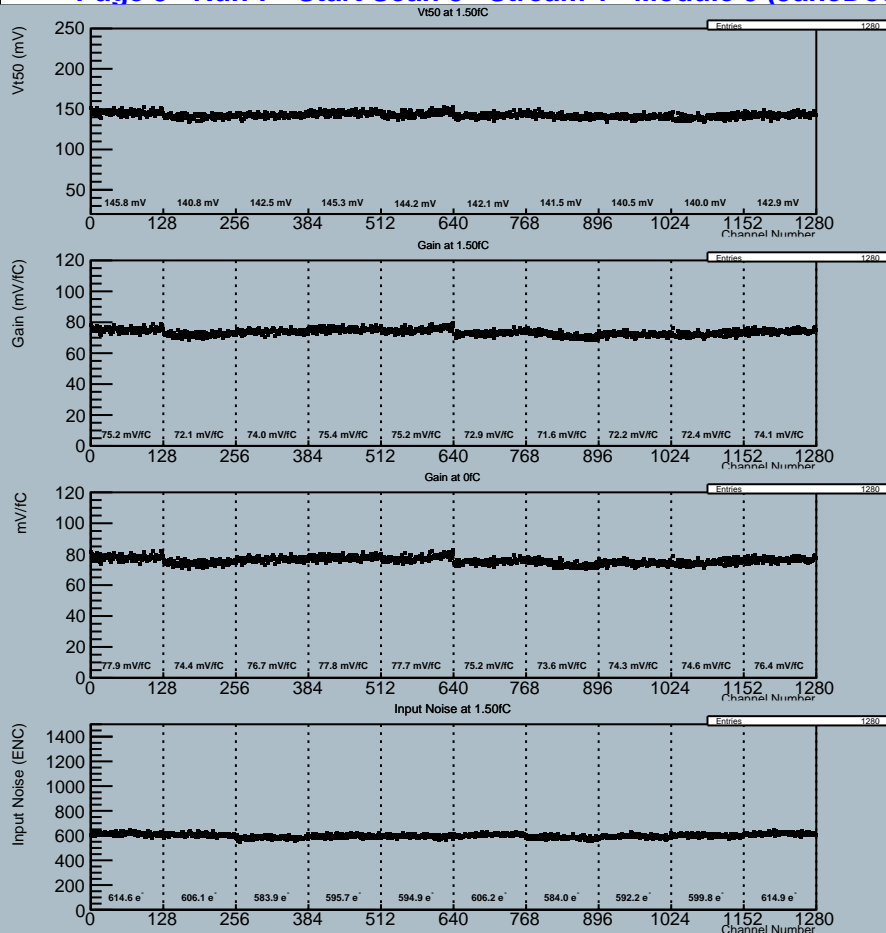 Vt50 at 1.50fC
Entries 1280
Vt50 (mV)
250
200
150
100
50
145.8 mV 140.8 mV 142.5 mV 145.3 mV 144.2 mV 142.1 mV 141.5 mV 140.5 mV 140.0 mV 142.9 mV
0 128 256 384 512 640 768 896 1024 1152 1280
Channel Number
Gain at 1.50fC
Entries 1280
Gain (mV/fC)
120
100
80
60
40
20
0
75.2 mV/fC 72.1 mV/fC 74.0 mV/fC 75.4 mV/fC 75.2 mV/fC 72.9 mV/fC 71.6 mV/fC 72.2 mV/fC 72.4 mV/fC 74.1 mV/fC
0 128 256 384 512 640 768 896 1024 1152 1280
Channel Number
Gain at 0fC
Entries 1280
mV/fC
120
100
80
60
40
20
0
77.9 mV/fC 74.4 mV/fC 76.7 mV/fC 77.8 mV/fC 77.7 mV/fC 75.2 mV/fC 73.6 mV/fC 74.3 mV/fC 74.6 mV/fC 76.4 mV/fC
0 128 256 384 512 640 768 896 1024 1152 1280
Channel Number
Input Noise at 1.50fC
Entries 1280
Input Noise (ENC)
1400
1200
1000
800
600
400
200
0
614.6 e⁻ 606.1 e⁻ 583.9 e⁻ 595.7 e⁻ 594.9 e⁻ 606.2 e⁻ 584.0 e⁻ 592.2 e⁻ 599.8 e⁻ 614.9 e⁻
0 128 256 384 512 640 768 896 1024 1152 1280
Channel Number